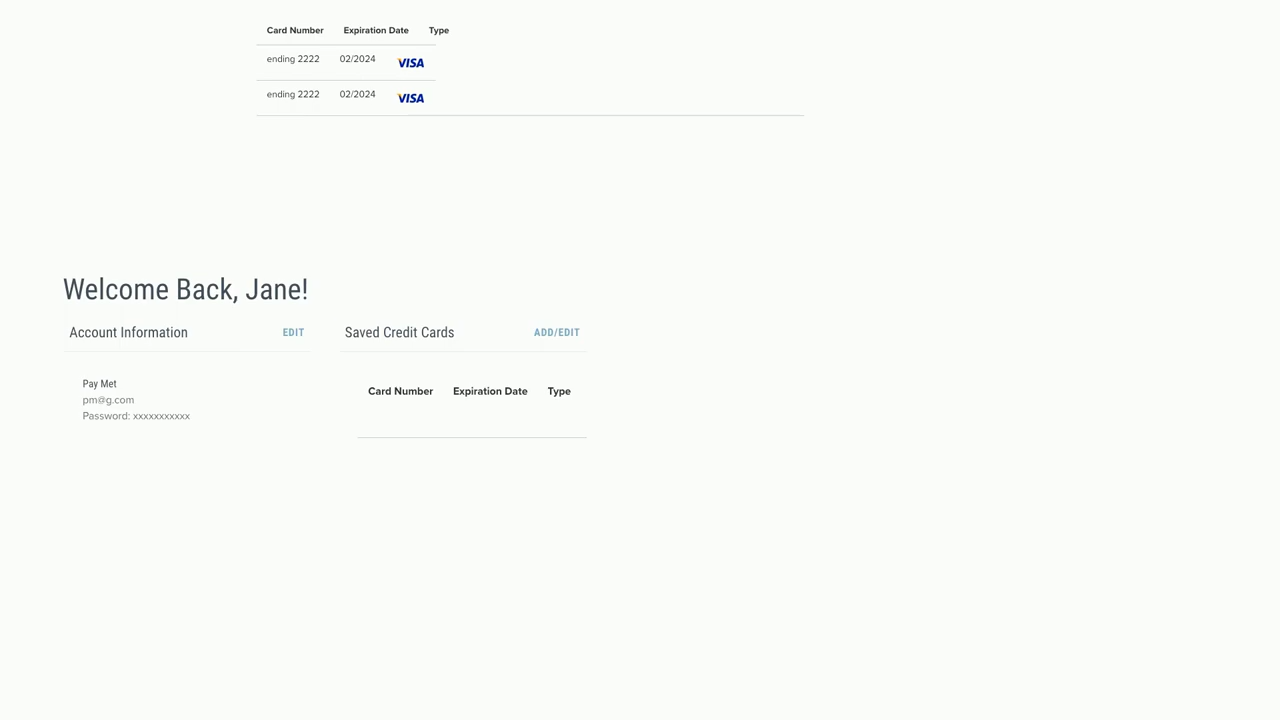 Card Number Expiration Date Type
ending 2222 02/2024 VISA
ending 2222 02/2024 VISA
Welcome Back, Jane!
Account Information EDIT Saved Credit Cards ADD/EDIT
Pay Met
Card Number Expiration Date Type
pm@g.com
Password: xxxxxxxxxxx